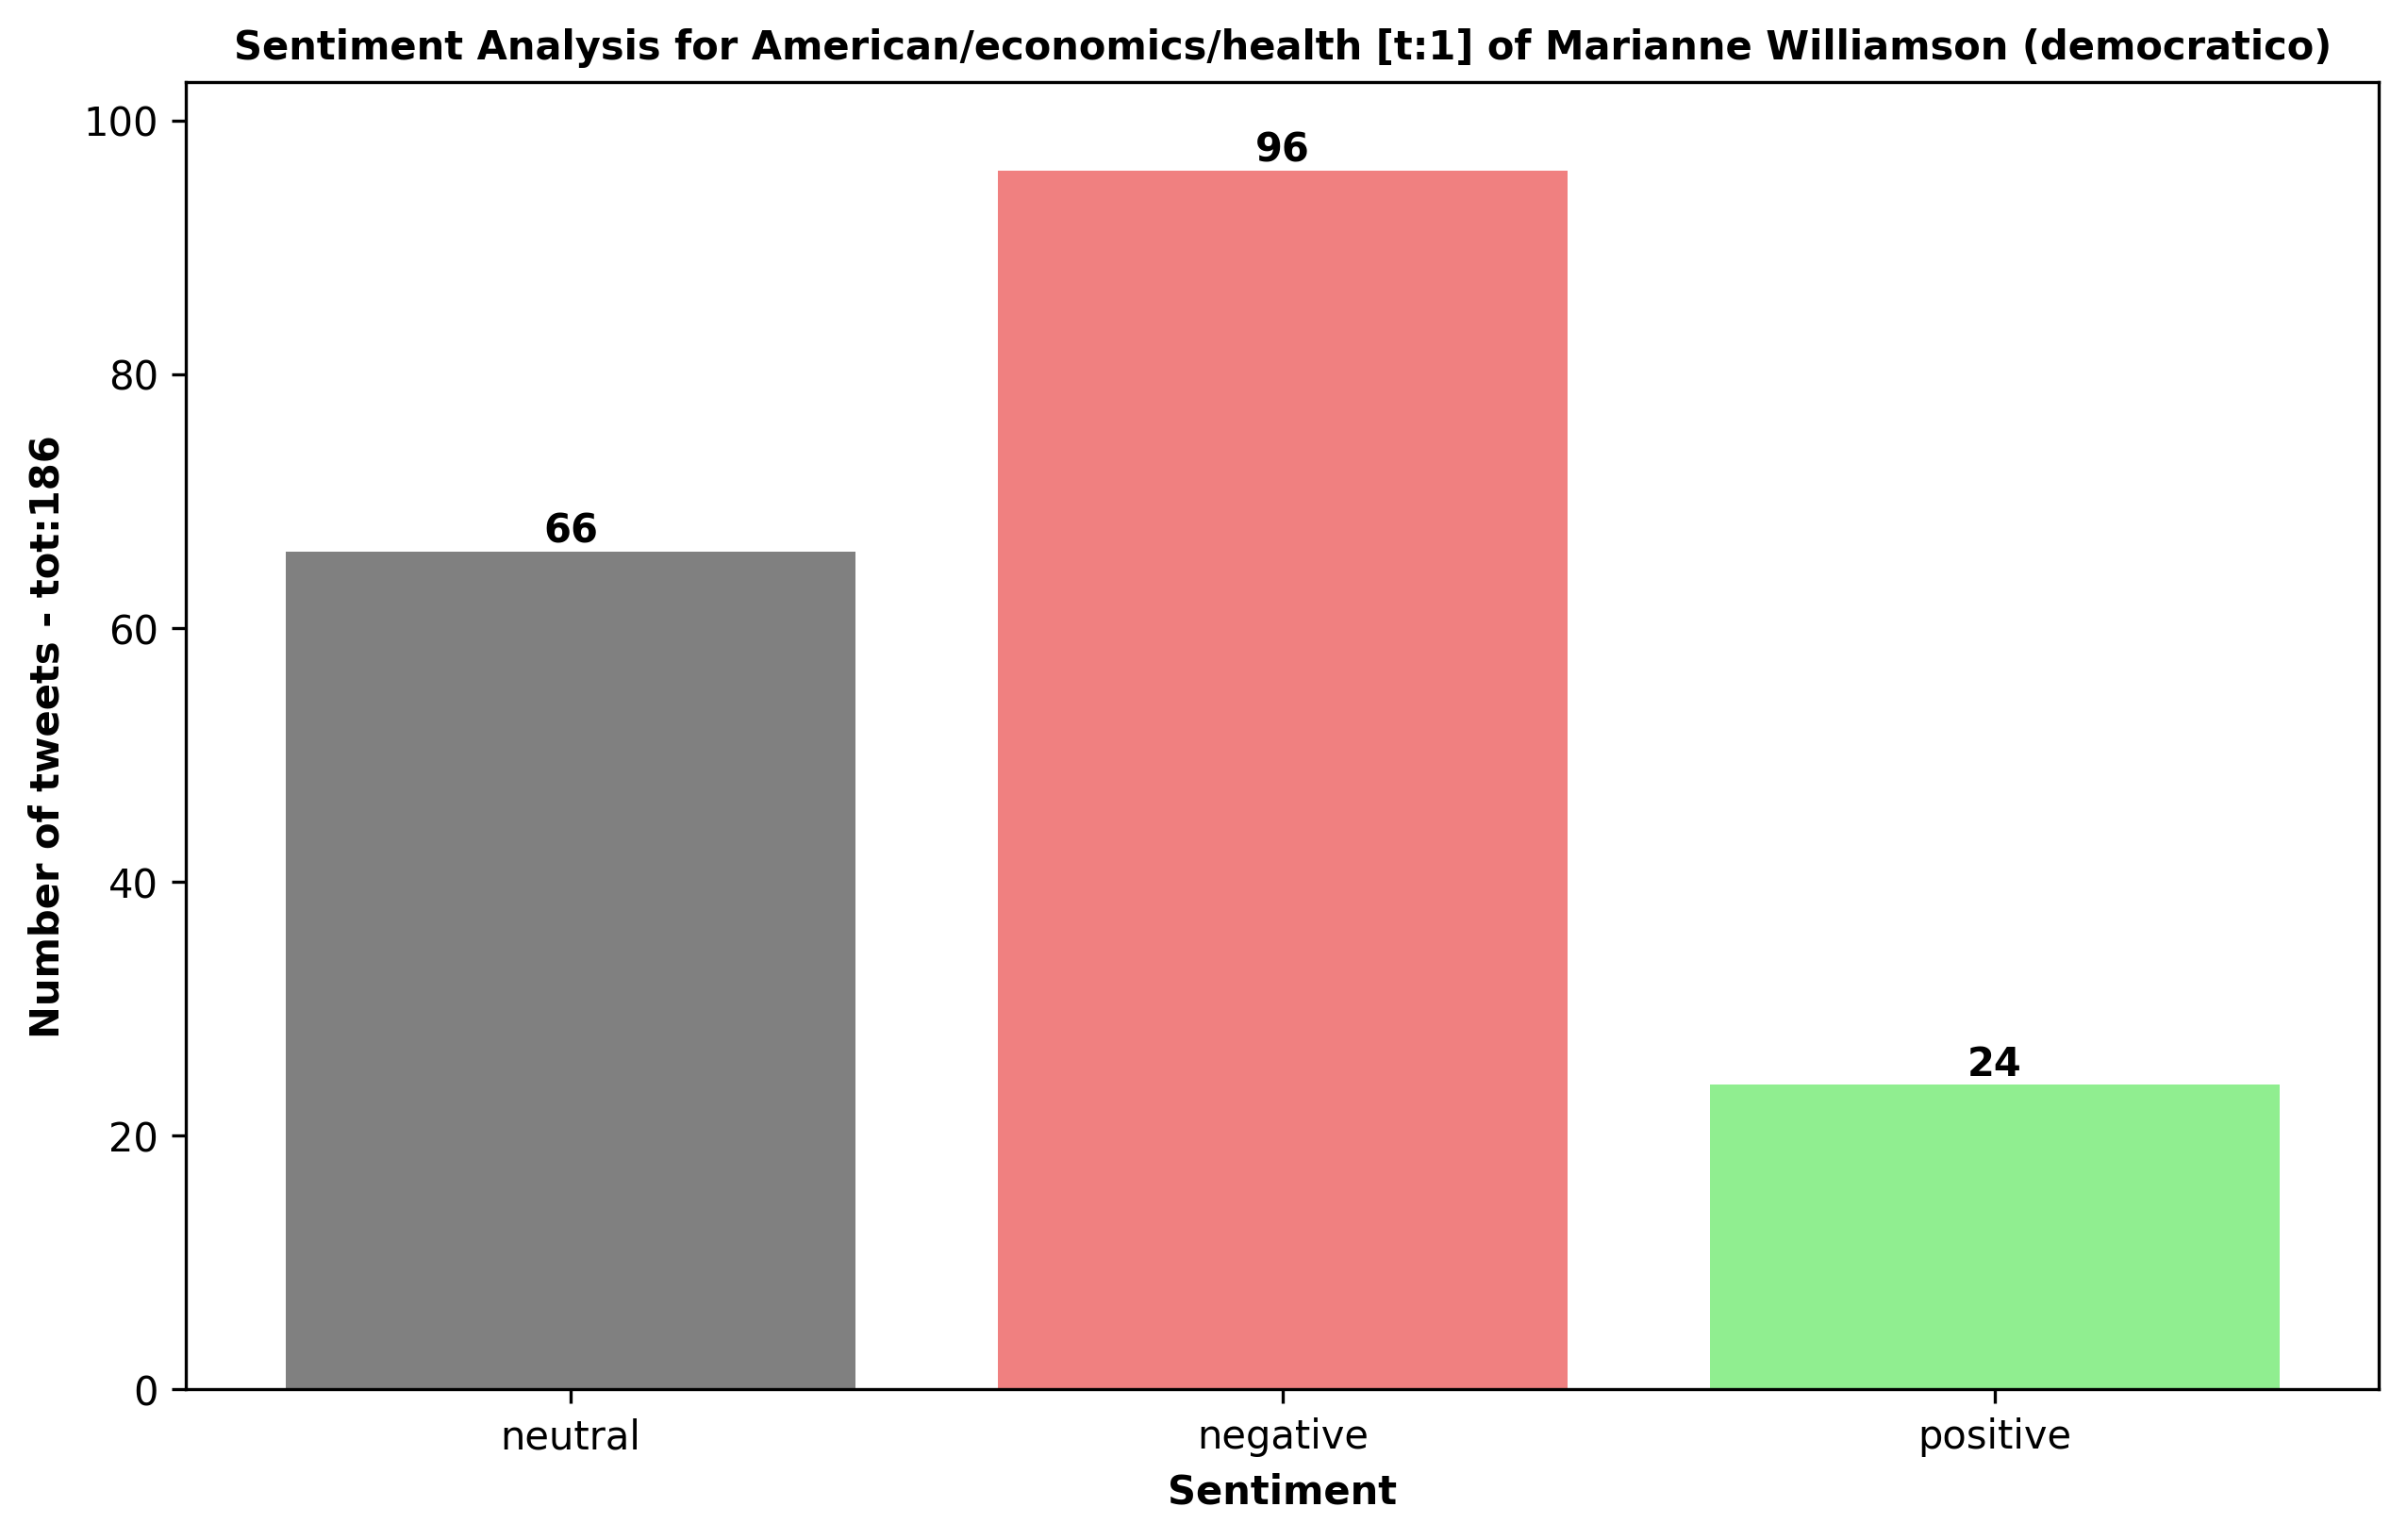 Sentiment Analysis for American/economics/health [t:1] of Marianne Williamson (democratico)
Number of tweets - tot:186
100
80
60
40
20
0
66
96
24
neutral
negative
positive
Sentiment